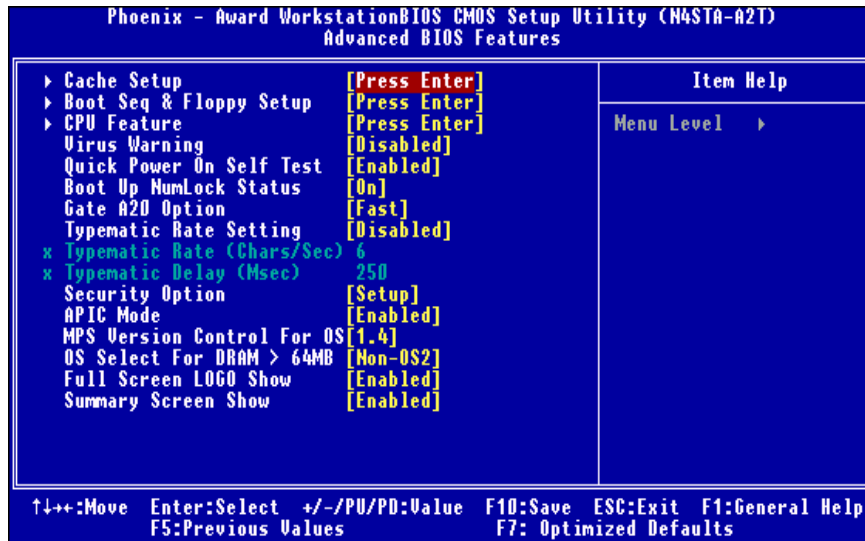 Phoenix - Award WorkstationBIOS CMOS Setup Utility (N4STA-A2T)
Advanced BIOS Features
Cache Setup [Press Enter]
Boot Seq & Floppy Setup [Press Enter]
CPU Feature [Press Enter]
Virus Warning [Disabled]
Quick Power On Self Test [Enabled]
Boot Up NumLock Status [On]
Gate A20 Option [Fast]
Typematic Rate Setting [Disabled]
x Typematic Rate (Chars/Sec) 6
x Typematic Delay (Msec) 250
Security Option [Setup]
APIC Mode [Enabled]
MPS Version Control For OS[1.4]
OS Select For DRAM > 64MB [Non-OS2]
Full Screen LOGO Show [Enabled]
Summary Screen Show [Enabled]
Item Help
Menu Level
↑↓→←:Move Enter:Select +/-/PU/PD:Value F10:Save ESC:Exit F1:General Help
F5:Previous Values F7: Optimized Defaults